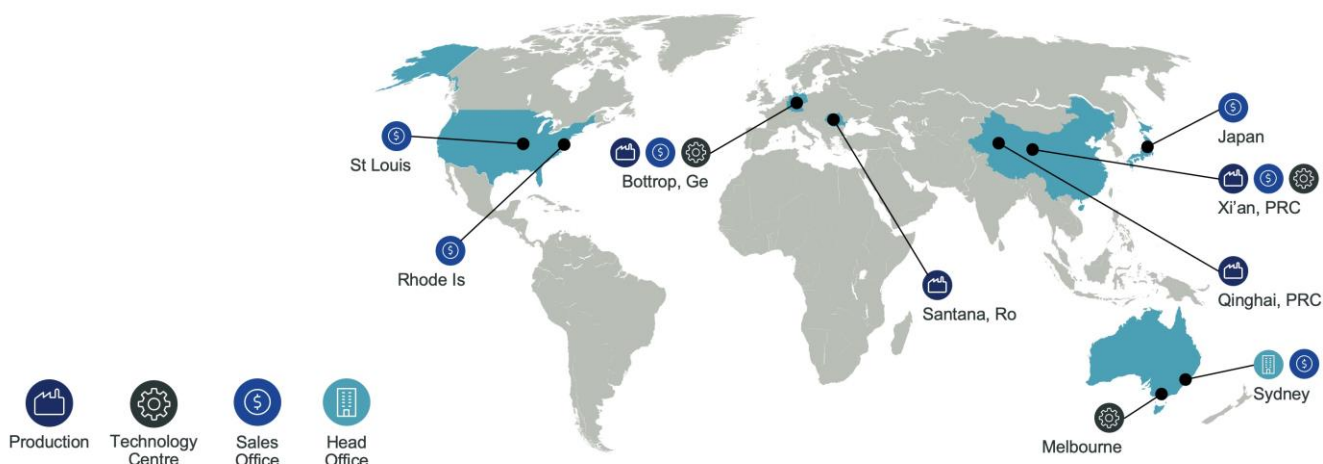 St Louis
Rhode Is
Bottrop, Ge
Santana, Ro
Japan
Xi'an, PRC
Qinghai, PRC
Sydney
Melbourne
Production
Technology
Centre
Sales
Office
Head
Office